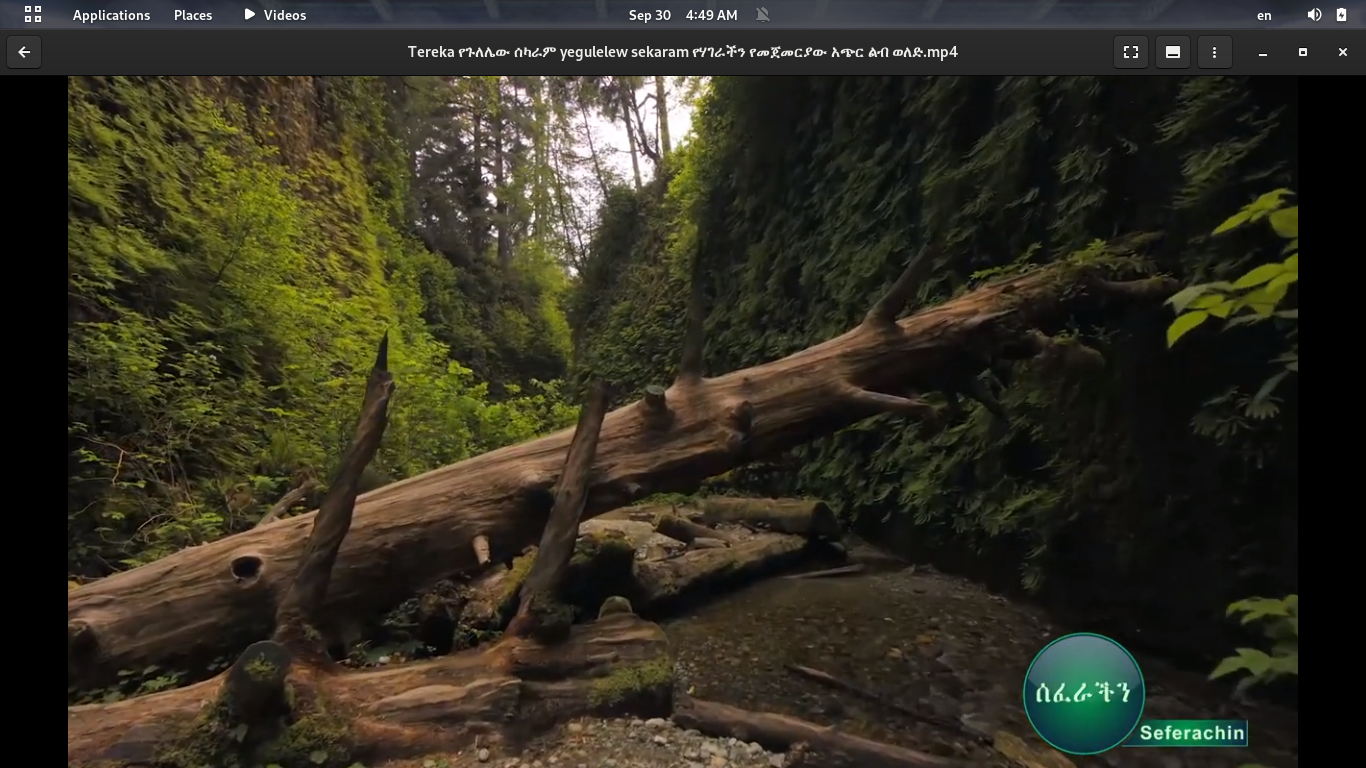 Applications Places Videos Sep 30 4:49 AM en
Tereka የጉለሌው ሰካራም yegulelew sekaram የሃገራችን የመጀመርያው አጭር ልብ ወለድ.mp4
ሰፈራችን
Seferachin